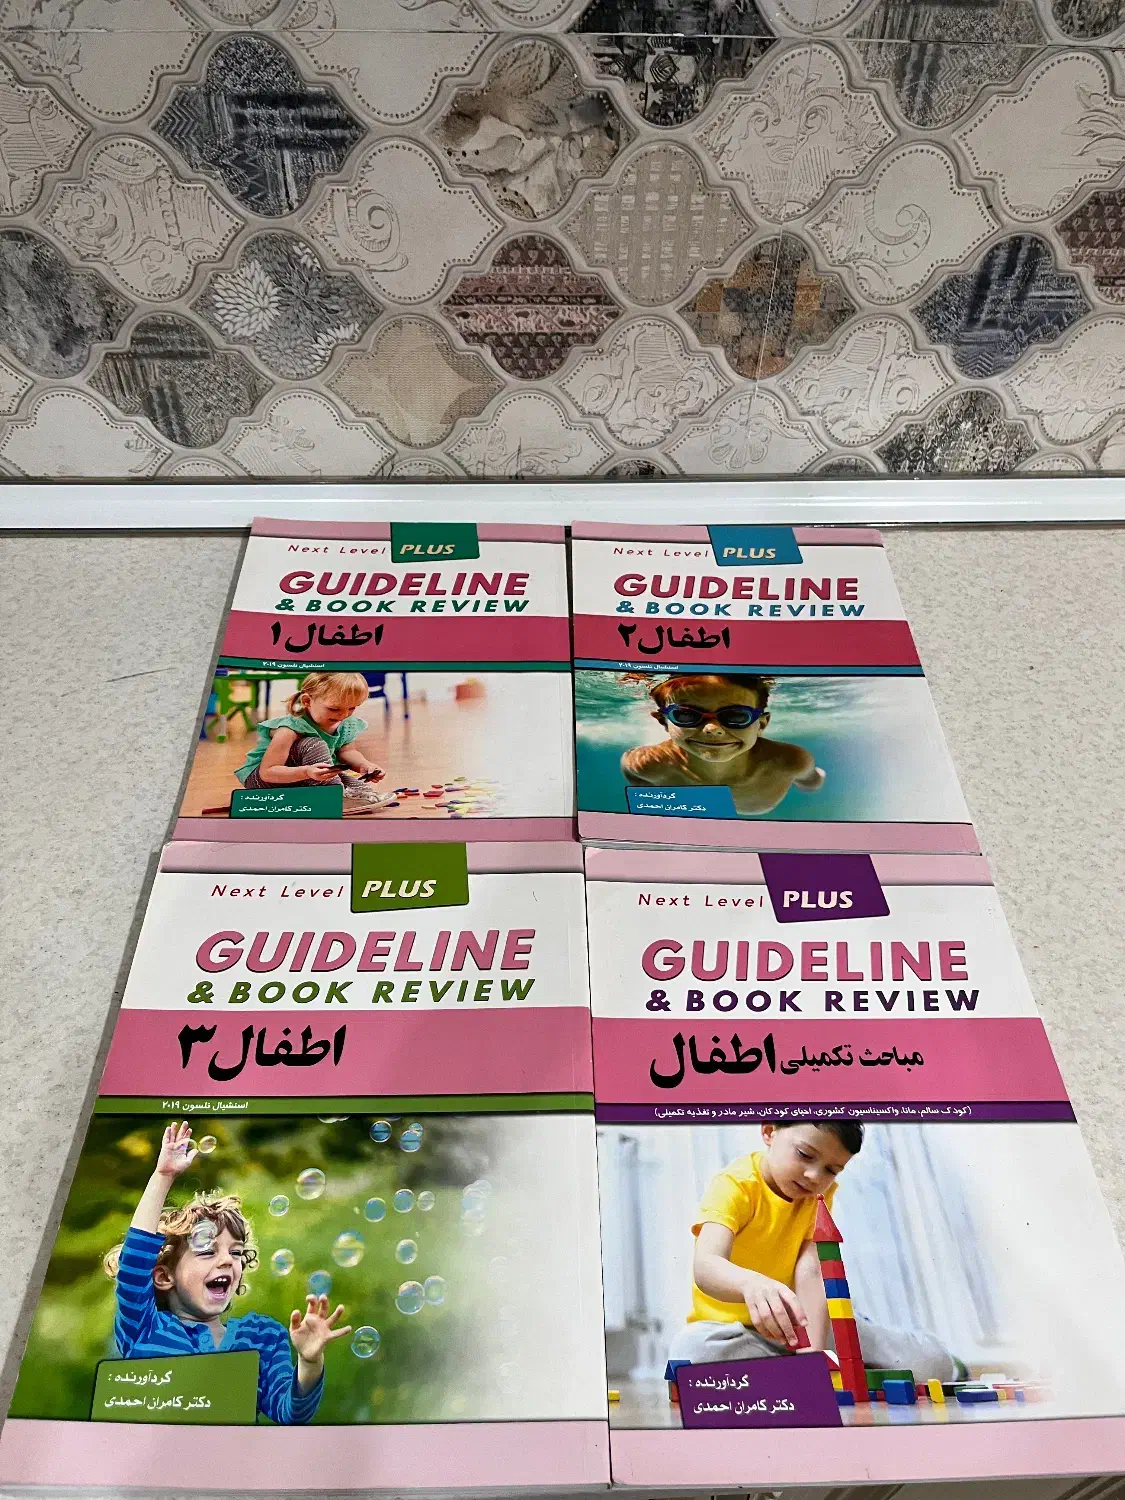 Next Level PLUS
GUIDELINE
& BOOK REVIEW
اطفال ۱
اسنشیال نلسون ۲۰۱۹
گردآورنده :
دکتر کامران احمدی
Next Level PLUS
GUIDELINE
& BOOK REVIEW
اطفال ۲
اسنشیال نلسون ۲۰۱۹
گردآورنده :
دکتر کامران احمدی
Next Level PLUS
GUIDELINE
& BOOK REVIEW
اطفال ۳
اسنشیال نلسون ۲۰۱۹
گردآورنده :
دکتر کامران احمدی
Next Level PLUS
GUIDELINE
& BOOK REVIEW
مباحث تکمیلی اطفال
(کودک سالم، مانا، واکسیناسیون کشوری، احیای کودکان، شیر مادر و تغذیه تکمیلی)
گردآورنده :
دکتر کامران احمدی